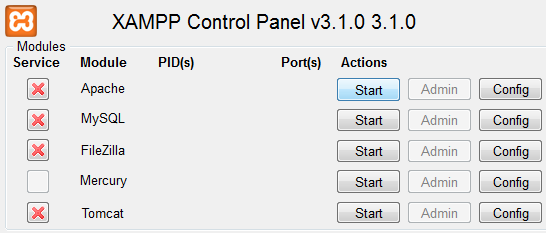 XAMPP Control Panel v3.1.0 3.1.0
Modules
Service Module PID(s) Port(s) Actions
Apache Start Admin Config
MySQL Start Admin Config
FileZilla Start Admin Config
Mercury Start Admin Config
Tomcat Start Admin Config